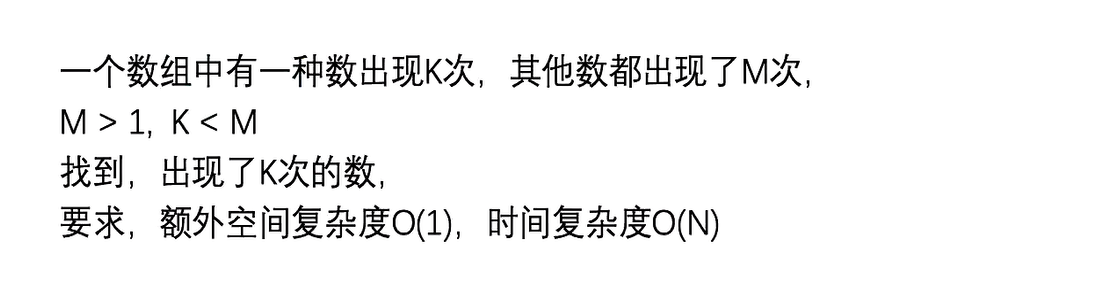 一个数组中有一种数出现K次，其他数都出现了M次，
M > 1,  K < M
找到，出现了K次的数，
要求，额外空间复杂度O(1)，时间复杂度O(N)